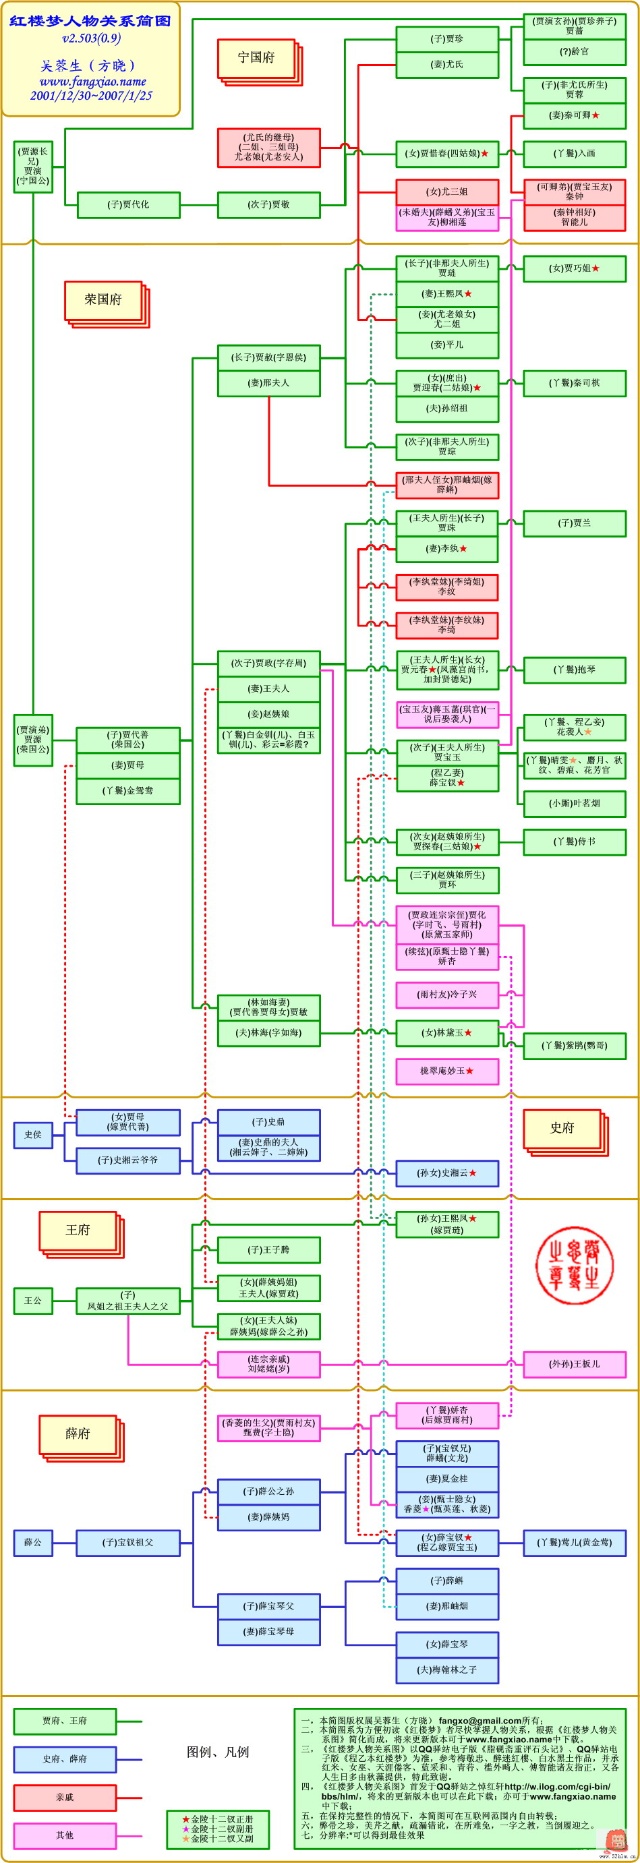 红楼梦人物关系简图
v2.503(0.9)
吴蓉生（方晓）
www.fangxiao.name
2001/12/30~2007/1/25
宁国府
(子)贾珍
(妻)尤氏
(贾演玄孙)(贾珍养子)
贾蔷
(?)龄官
(子)(非尤氏所生)
贾蓉
(妻)秦可卿★
(尤氏的继母)
(二姐、三姐母)
尤老娘(尤老安人)
(贾源长
兄)
贾演
(宁国公)
(女)贾惜春(四姑娘)★
(丫鬟)入画
(子)贾代化
(次子)贾敬
(女)尤三姐
(未婚夫)(薛蟠义弟)(宝玉
友)柳湘莲
(可卿弟)(贾宝玉友)
秦钟
(秦钟相好)
智能儿
荣国府
(长子)(非邢夫人所生)
贾琏
(妻)王熙凤★
(妾)(尤老娘女)
尤二姐
(妾)平儿
(女)贾巧姐★
(长子)贾赦(字恩侯)
(妻)邢夫人
(女)(庶出)
贾迎春(二姑娘)★
(夫)孙绍祖
(丫鬟)秦司棋
(次子)(非邢夫人所生)
贾琮
(邢夫人侄女)邢岫烟(嫁
薛蝌)
(王夫人所生)(长子)
贾珠
(妻)李纨★
(子)贾兰
(李纨堂妹)(李绮姐)
李纹
(李纨堂妹)(李纹妹)
李绮
(次子)贾政(字存周)
(妻)王夫人
(妾)赵姨娘
(丫鬟)白金钏(儿)、白玉
钏(儿)、彩云=彩霞?
(王夫人所生)(长女)
贾元春★(凤藻宫尚书,
加封贤德妃)
(丫鬟)抱琴
(宝玉友)蒋玉菡(琪官)(一
说后娶袭人)
(贾演弟)
贾源
(荣国公)
(子)贾代善
(荣国公)
(妻)贾母
(丫鬟)金鸳鸯
(次子)(王夫人所生)
贾宝玉
(程乙妻)
薛宝钗★
(丫鬟、程乙妾)
花袭人★
(丫鬟)晴雯★、麝月、秋
纹、碧痕、花芳官
(小厮)叶茗烟
(次女)(赵姨娘所生)
贾探春(三姑娘)★
(丫鬟)侍书
(三子)(赵姨娘所生)
贾环
(贾政连宗宗侄)贾化
(字时飞、号雨村)
(原黛玉家师)
(续弦)(原甄士隐丫鬟)
娇杏
(雨村友)冷子兴
(林如海妻)
(贾代善贾母女)贾敏
(夫)林海(字如海)
(女)林黛玉★
(丫鬟)紫鹃(鹦哥)
栊翠庵妙玉★
史侯
(女)贾母
(嫁贾代善)
(子)史湘云爷爷
(子)史鼎
(妻)史鼎的夫人
(湘云婶子、二婶婶)
史府
(孙女)史湘云★
王府
(孙女)王熙凤★
(嫁贾琏)
(子)王子腾
王公
(子)
凤姐之祖王夫人之父
(女)(薛姨妈姐)
王夫人(嫁贾政)
(女)(王夫人妹)
薛姨妈(嫁薛公之孙)
(连宗亲戚)
刘姥姥(岁)
(外孙)王板儿
薛府
(香菱的生父)(贾雨村友)
甄费(字士隐)
(丫鬟)娇杏
(后嫁贾雨村)
(子)(宝钗兄)
薛蟠(文龙)
(妻)夏金桂
(妾)(甄士隐女)
香菱★(甄英莲、秋菱)
(子)薛公之孙
(妻)薛姨妈
薛公
(子)宝钗祖父
(女)薛宝钗★
(程乙嫁贾宝玉)
(丫鬟)莺儿(黄金莺)
(子)薛宝琴父
(妻)薛宝琴母
(子)薛蝌
(妻)邢岫烟
(女)薛宝琴
(夫)梅翰林之子
贾府、王府
史府、薛府
亲戚
其他
图例、凡例
★金陵十二钗正册
★金陵十二钗副册
★金陵十二钗又副
一、本简图版权属吴蓉生（方晓）fangxo@gmail.com所有；
二、本简图系为方便初读《红楼梦》者尽快掌握人物关系，根据《红楼梦人物关
系图》简化而成，将来更新版本可于www.fangxiao.name中下载。
三、《红楼梦人物关系图》以QQ驿站电子版《脂砚斋重评石头记》、QQ驿站电
子版《程乙本红楼梦》为准，参考梅敬忠、醉迷红楼、白水黑土作品，并承
红米、女巫、天涯倦客、蓝采和、青苔、槛外畸人、傅智能诸友指正，又各
人生日多由秋藻提供，特此致谢。
四、《红楼梦人物关系图》首发于QQ驿站之悼红轩http://w.ilog.com/cgi-bin/
bbs/hlm/，将来的更新版本也可以在此下载；亦可于www.fangxiao.name
中下载；
五、在保持完整性的情况下，本简图可在互联网范围内自由转载；
六、弊帚之珍，美芹之献，疏漏错讹，在所难免，一字之教，当倒履迎之。
七、分辨率:*可以得到最佳效果